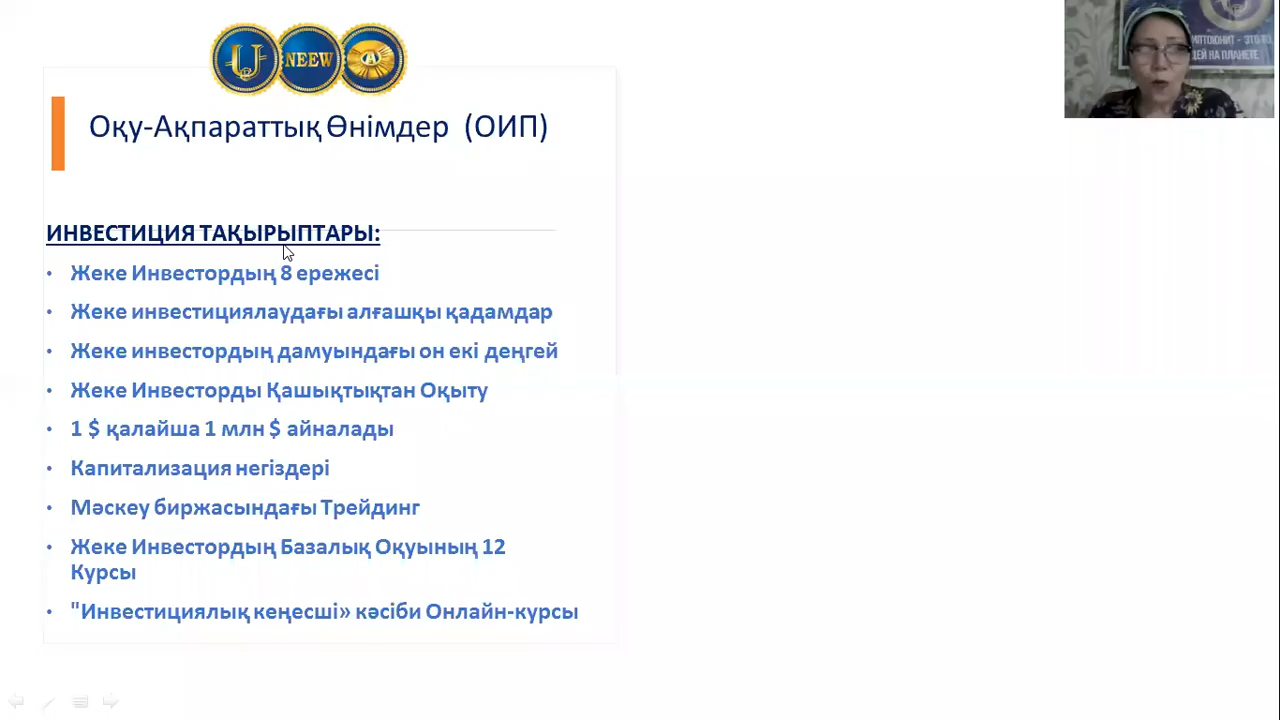 NEEW
Оқу-Ақпараттық Өнімдер (ОИП)
ИНВЕСТИЦИЯ ТАҚЫРЫПТАРЫ:
• Жеке Инвестордың 8 ережесі
• Жеке инвестициялаудағы алғашқы қадамдар
• Жеке инвестордың дамуындағы он екі деңгей
• Жеке Инвесторды Қашықтықтан Оқыту
• 1 $ қалайша 1 млн $ айналады
• Капитализация негіздері
• Мәскеу биржасындағы Трейдинг
• Жеке Инвестордың Базалық Оқуының 12
Курсы
• "Инвестициялық кеңесші» кәсіби Онлайн-курсы
НА ПЛАНЕТЕ